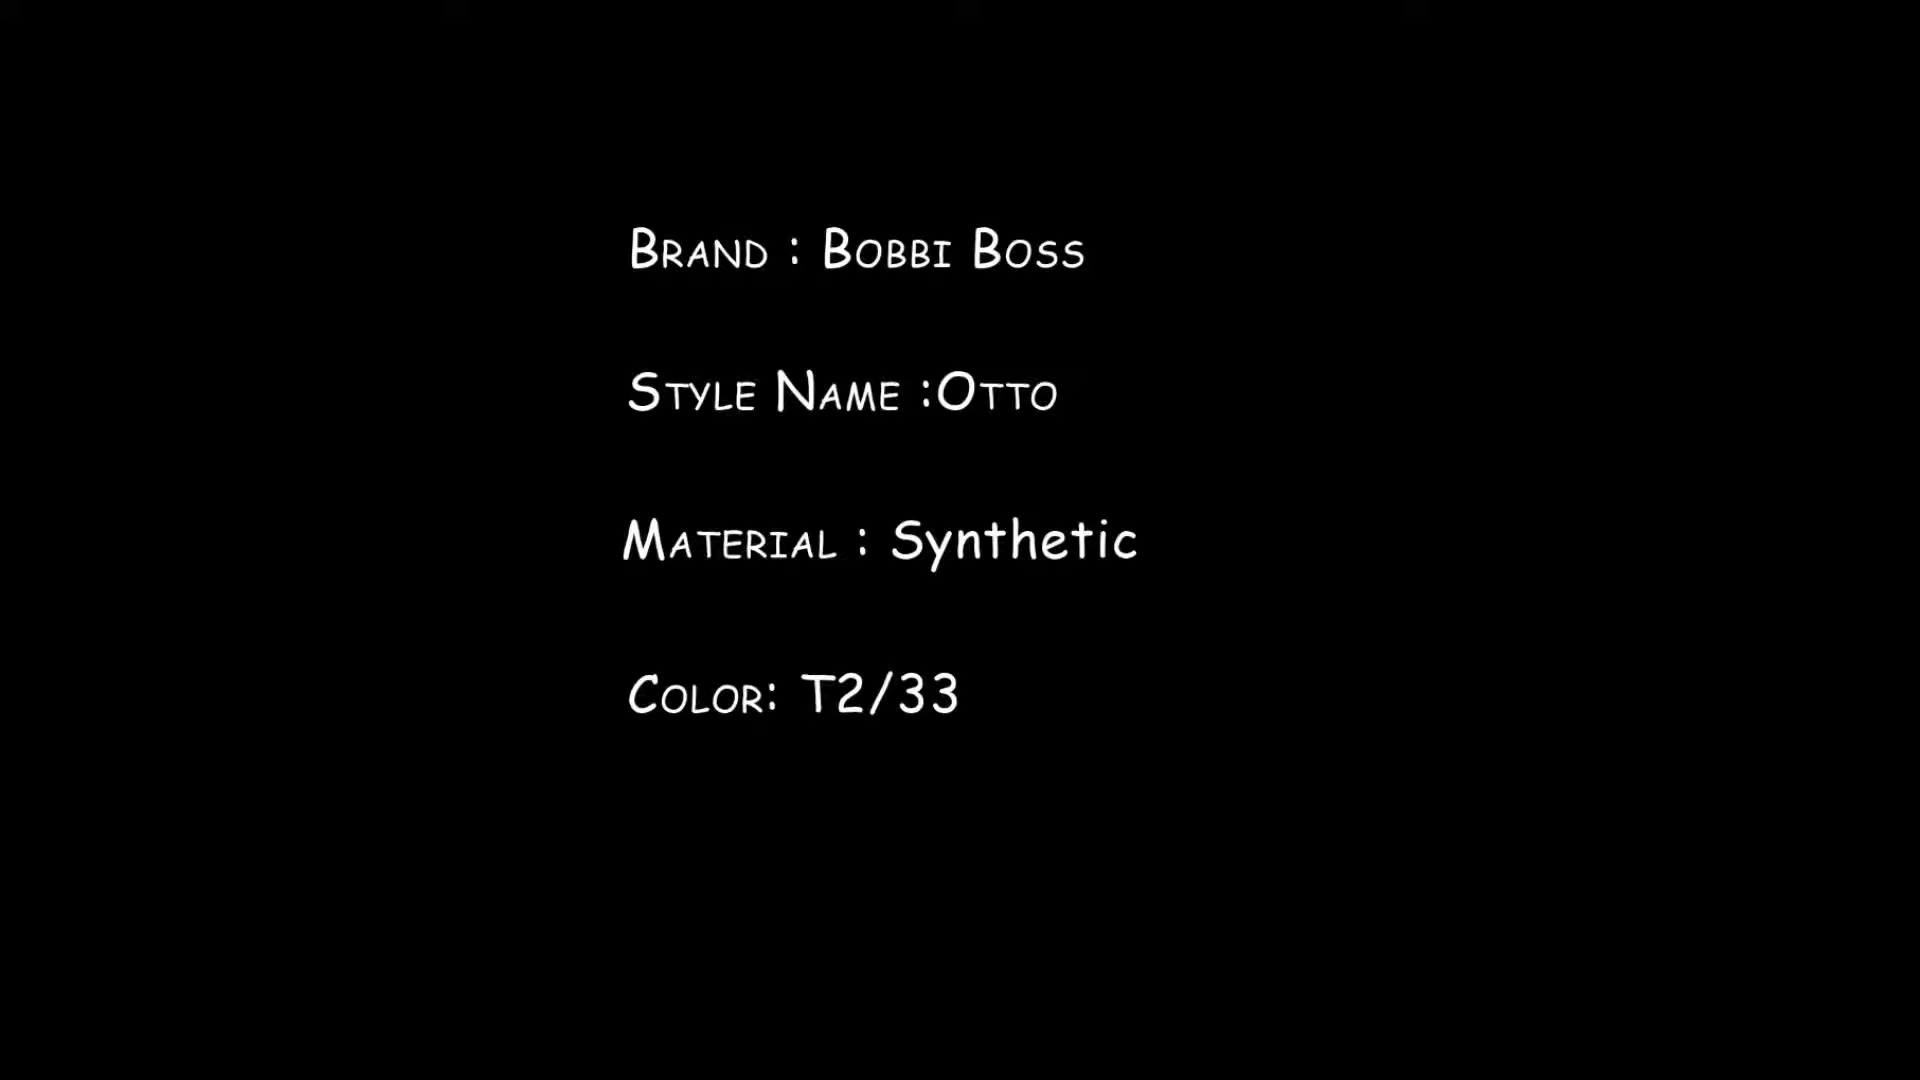 Brand : Bobbi Boss
Style Name :Otto
Material : Synthetic
Color: T2/33